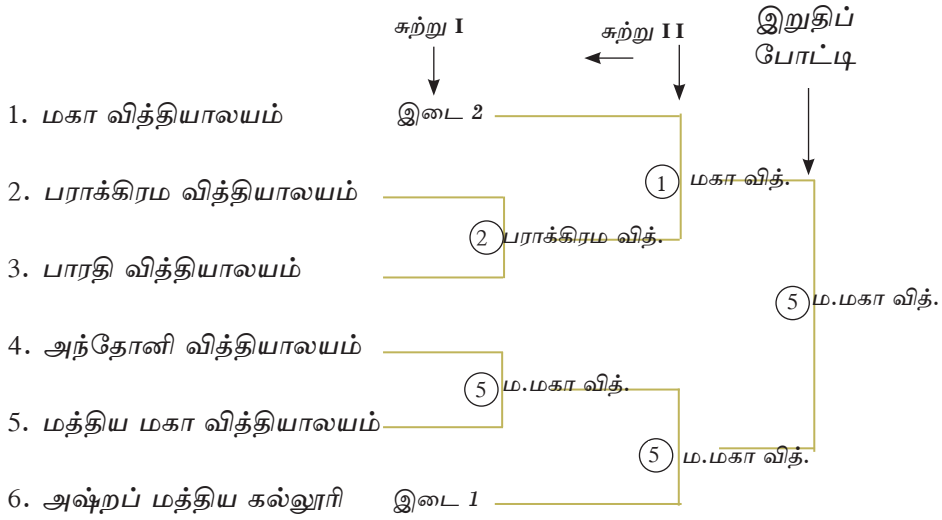 சுற்று I
சுற்று II
இறுதிப்
போட்டி
1. மகா வித்தியாலயம்
இடை 2
2. பராக்கிரம வித்தியாலயம்
1 மகா வித்.
2 பராக்கிரம வித்.
3. பாரதி வித்தியாலயம்
5 ம.மகா வித்.
4. அந்தோனி வித்தியாலயம்
5 ம.மகா வித்.
5. மத்திய மகா வித்தியாலயம்
5 ம.மகா வித்.
6. அஷ்றப் மத்திய கல்லூரி
இடை 1